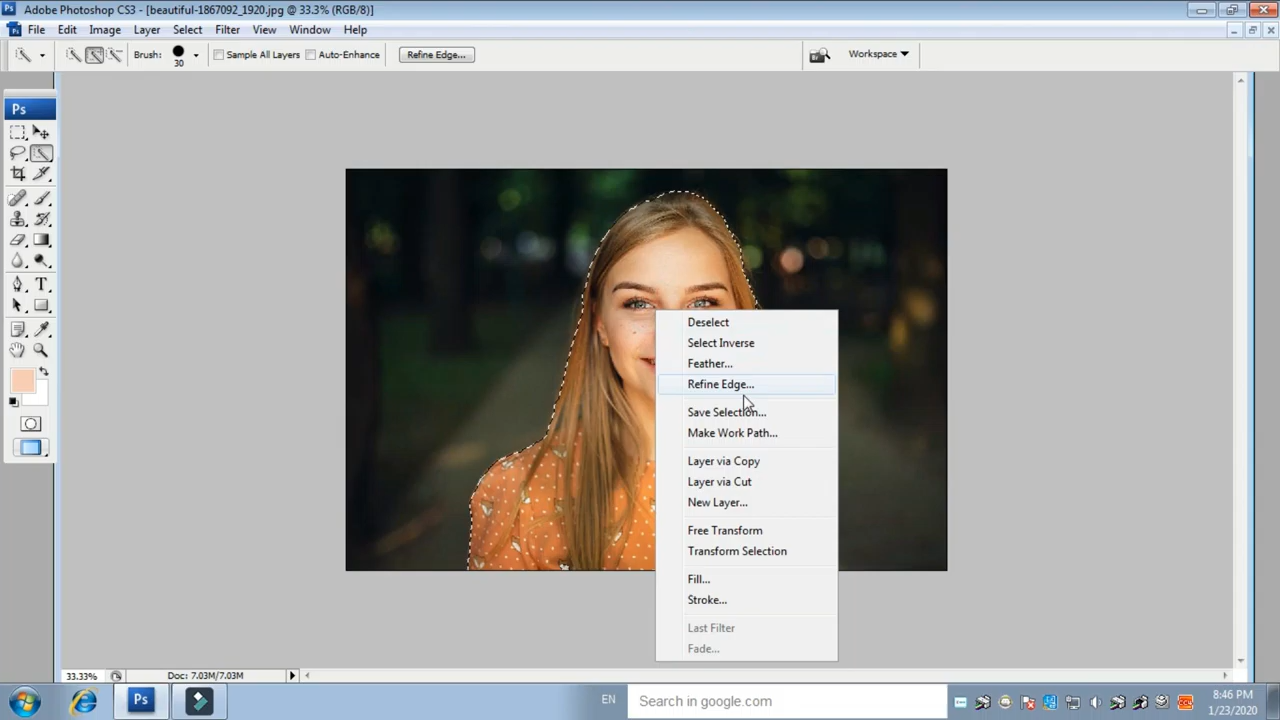 Adobe Photoshop CS3 - [beautiful-1867092_1920.jpg @ 33.3% (RGB/8)]
File Edit Image Layer Select Filter View Window Help
Brush: 30 Sample All Layers Auto-Enhance Refine Edge... Workspace
Ps
Deselect
Select Inverse
Feather...
Refine Edge...
Save Selection...
Make Work Path...
Layer via Copy
Layer via Cut
New Layer...
Free Transform
Transform Selection
Fill...
Stroke...
Last Filter
Fade...
33.33% Doc: 7.03M/7.03M
Ps EN Search in google.com 8:46 PM
1/23/2020